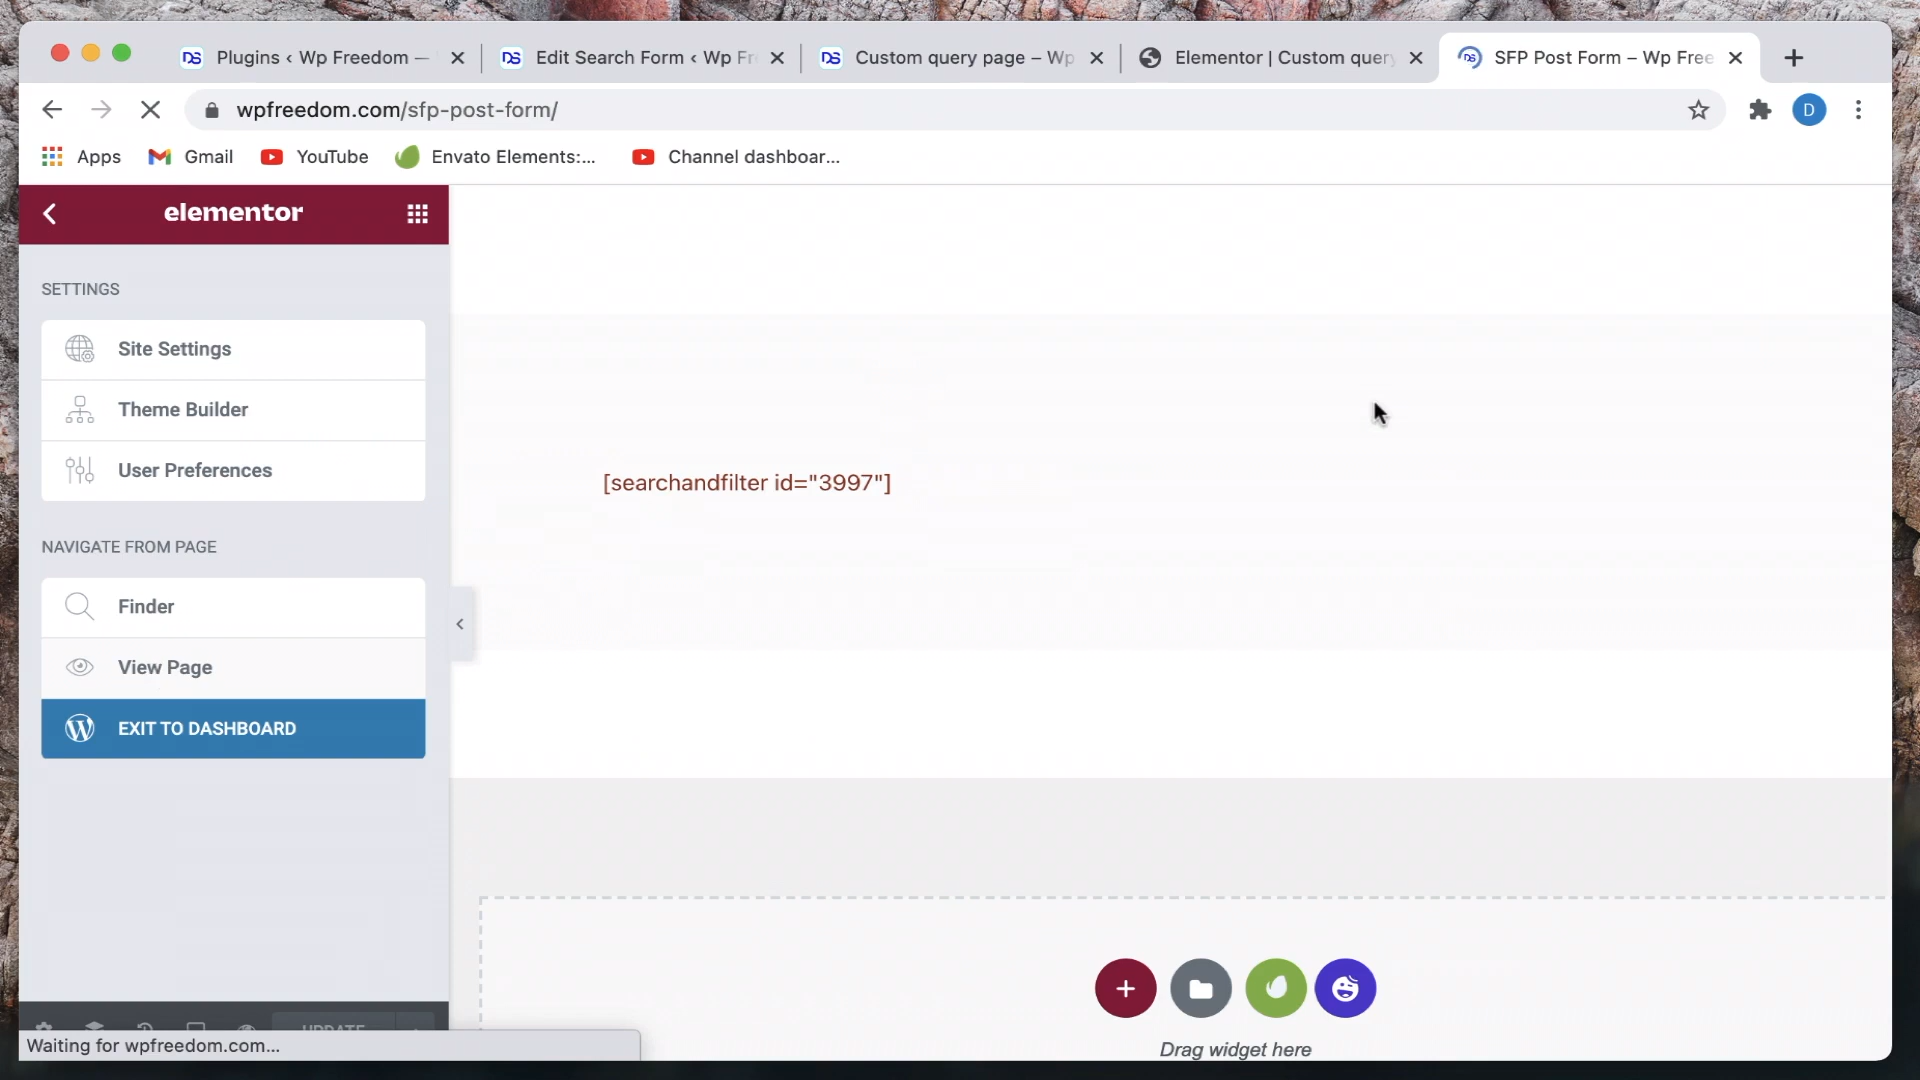 Plugins ‹ Wp Freedom —
Edit Search Form ‹ Wp Fr
Custom query page – Wp
Elementor | Custom query
SFP Post Form – Wp Free
wpfreedom.com/sfp-post-form/
D
Apps
Gmail
YouTube
Envato Elements:...
Channel dashboar...
elementor
SETTINGS
Site Settings
Theme Builder
User Preferences
NAVIGATE FROM PAGE
Finder
View Page
EXIT TO DASHBOARD
[searchandfilter id="3997"]
UPDATE
Waiting for wpfreedom.com...
Drag widget here